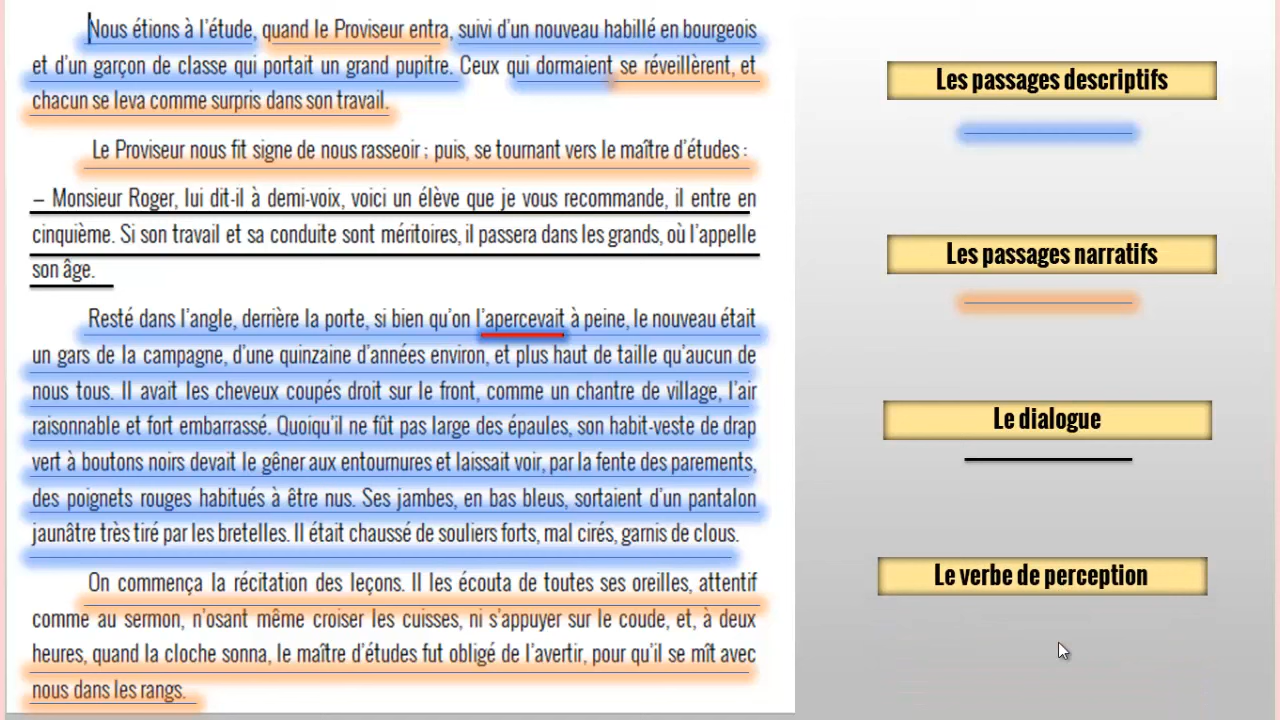 Nous étions à l'étude, quand le Proviseur entra, suivi d'un nouveau habillé en bourgeois
et d'un garçon de classe qui portait un grand pupitre. Ceux qui dormaient se réveillèrent, et
chacun se leva comme surpris dans son travail.
Le Proviseur nous fit signe de nous rasseoir ; puis, se tournant vers le maître d'études :
– Monsieur Roger, lui dit-il à demi-voix, voici un élève que je vous recommande, il entre en
cinquième. Si son travail et sa conduite sont méritoires, il passera dans les grands, où l'appelle
son âge.
Resté dans l'angle, derrière la porte, si bien qu'on l'apercevait à peine, le nouveau était
un gars de la campagne, d'une quinzaine d'années environ, et plus haut de taille qu'aucun de
nous tous. Il avait les cheveux coupés droit sur le front, comme un chantre de village, l'air
raisonnable et fort embarrassé. Quoiqu'il ne fût pas large des épaules, son habit-veste de drap
vert à boutons noirs devait le gêner aux entournures et laissait voir, par la fente des parements,
des poignets rouges habitués à être nus. Ses jambes, en bas bleus, sortaient d'un pantalon
jaunâtre très tiré par les bretelles. Il était chaussé de souliers forts, mal cirés, garnis de clous.
On commença la récitation des leçons. Il les écouta de toutes ses oreilles, attentif
comme au sermon, n'osant même croiser les cuisses, ni s'appuyer sur le coude, et, à deux
heures, quand la cloche sonna, le maître d'études fut obligé de l'avertir, pour qu'il se mît avec
nous dans les rangs.
Les passages descriptifs
Les passages narratifs
Le dialogue
Le verbe de perception